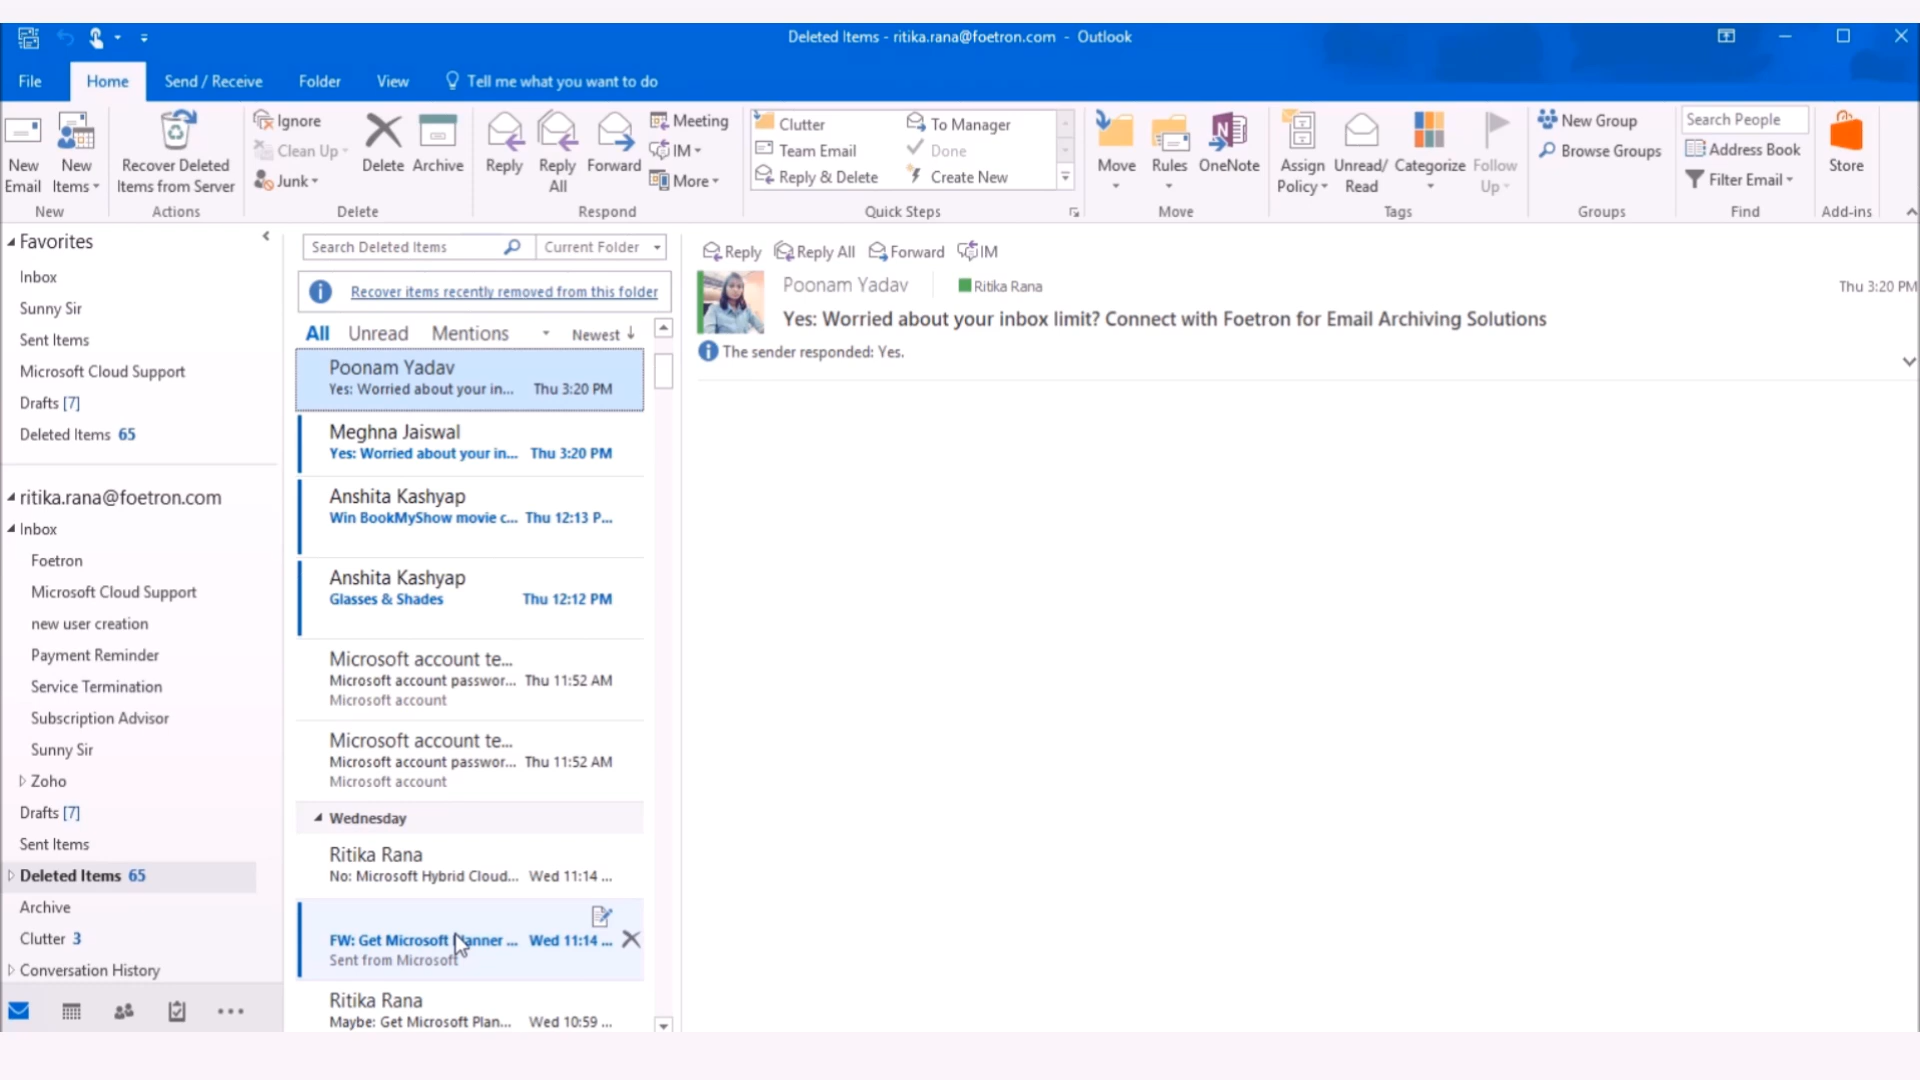 Deleted Items - ritika.rana@foetron.com - Outlook
File Home Send / Receive Folder View Tell me what you want to do
New Email
New Items
New
Recover Deleted Items from Server
Actions
Ignore
Clean Up
Junk
Delete
Archive
Delete
Reply
Reply All
Forward
Meeting
IM
More
Respond
Clutter
Team Email
Reply & Delete
To Manager
Done
Create New
Quick Steps
Move
Rules
OneNote
Move
Assign Policy
Unread/ Read
Categorize
Follow Up
Tags
New Group
Browse Groups
Groups
Search People
Address Book
Filter Email
Find
Store
Add-ins
Favorites
Inbox
Sunny Sir
Sent Items
Microsoft Cloud Support
Drafts [7]
Deleted Items 65
ritika.rana@foetron.com
Inbox
Foetron
Microsoft Cloud Support
new user creation
Payment Reminder
Service Termination
Subscription Advisor
Sunny Sir
Zoho
Drafts [7]
Sent Items
Deleted Items 65
Archive
Clutter 3
Conversation History
Search Deleted Items
Current Folder
Recover items recently removed from this folder
All Unread Mentions Newest
Poonam Yadav
Yes: Worried about your in... Thu 3:20 PM
Meghna Jaiswal
Yes: Worried about your in... Thu 3:20 PM
Anshita Kashyap
Win BookMyShow movie c... Thu 12:13 P...
Anshita Kashyap
Glasses & Shades Thu 12:12 PM
Microsoft account te...
Microsoft account passwor... Thu 11:52 AM
Microsoft account
Microsoft account te...
Microsoft account passwor... Thu 11:52 AM
Microsoft account
Wednesday
Ritika Rana
No: Microsoft Hybrid Cloud... Wed 11:14 ...
FW: Get Microsoft Planner ... Wed 11:14 ...
Sent from Microsoft
Ritika Rana
Maybe: Get Microsoft Plan... Wed 10:59 ...
Reply Reply All Forward IM
Poonam Yadav Ritika Rana Thu 3:20 PM
Yes: Worried about your inbox limit? Connect with Foetron for Email Archiving Solutions
The sender responded: Yes.